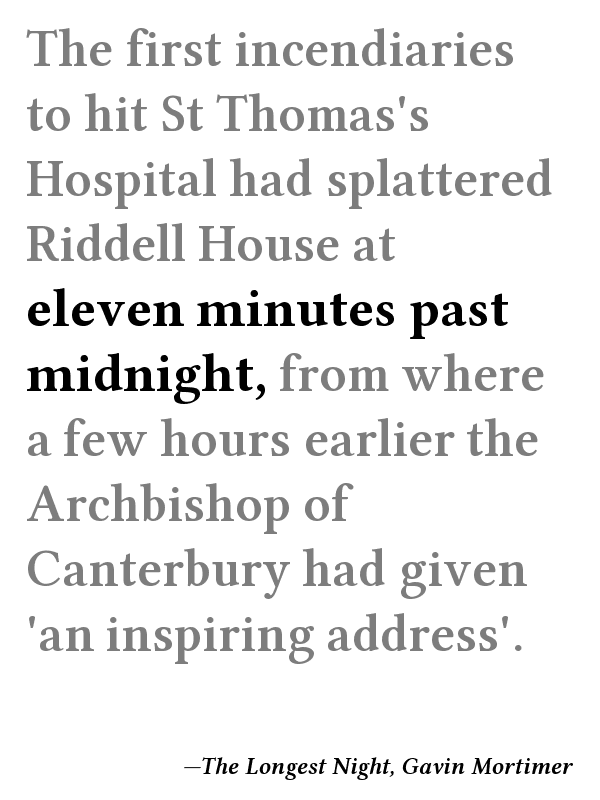 The first incendiaries
to hit St Thomas's
Hospital had splattered
Riddell House at
eleven minutes past
midnight, from where
a few hours earlier the
Archbishop of
Canterbury had given
'an inspiring address'.
—The Longest Night, Gavin Mortimer